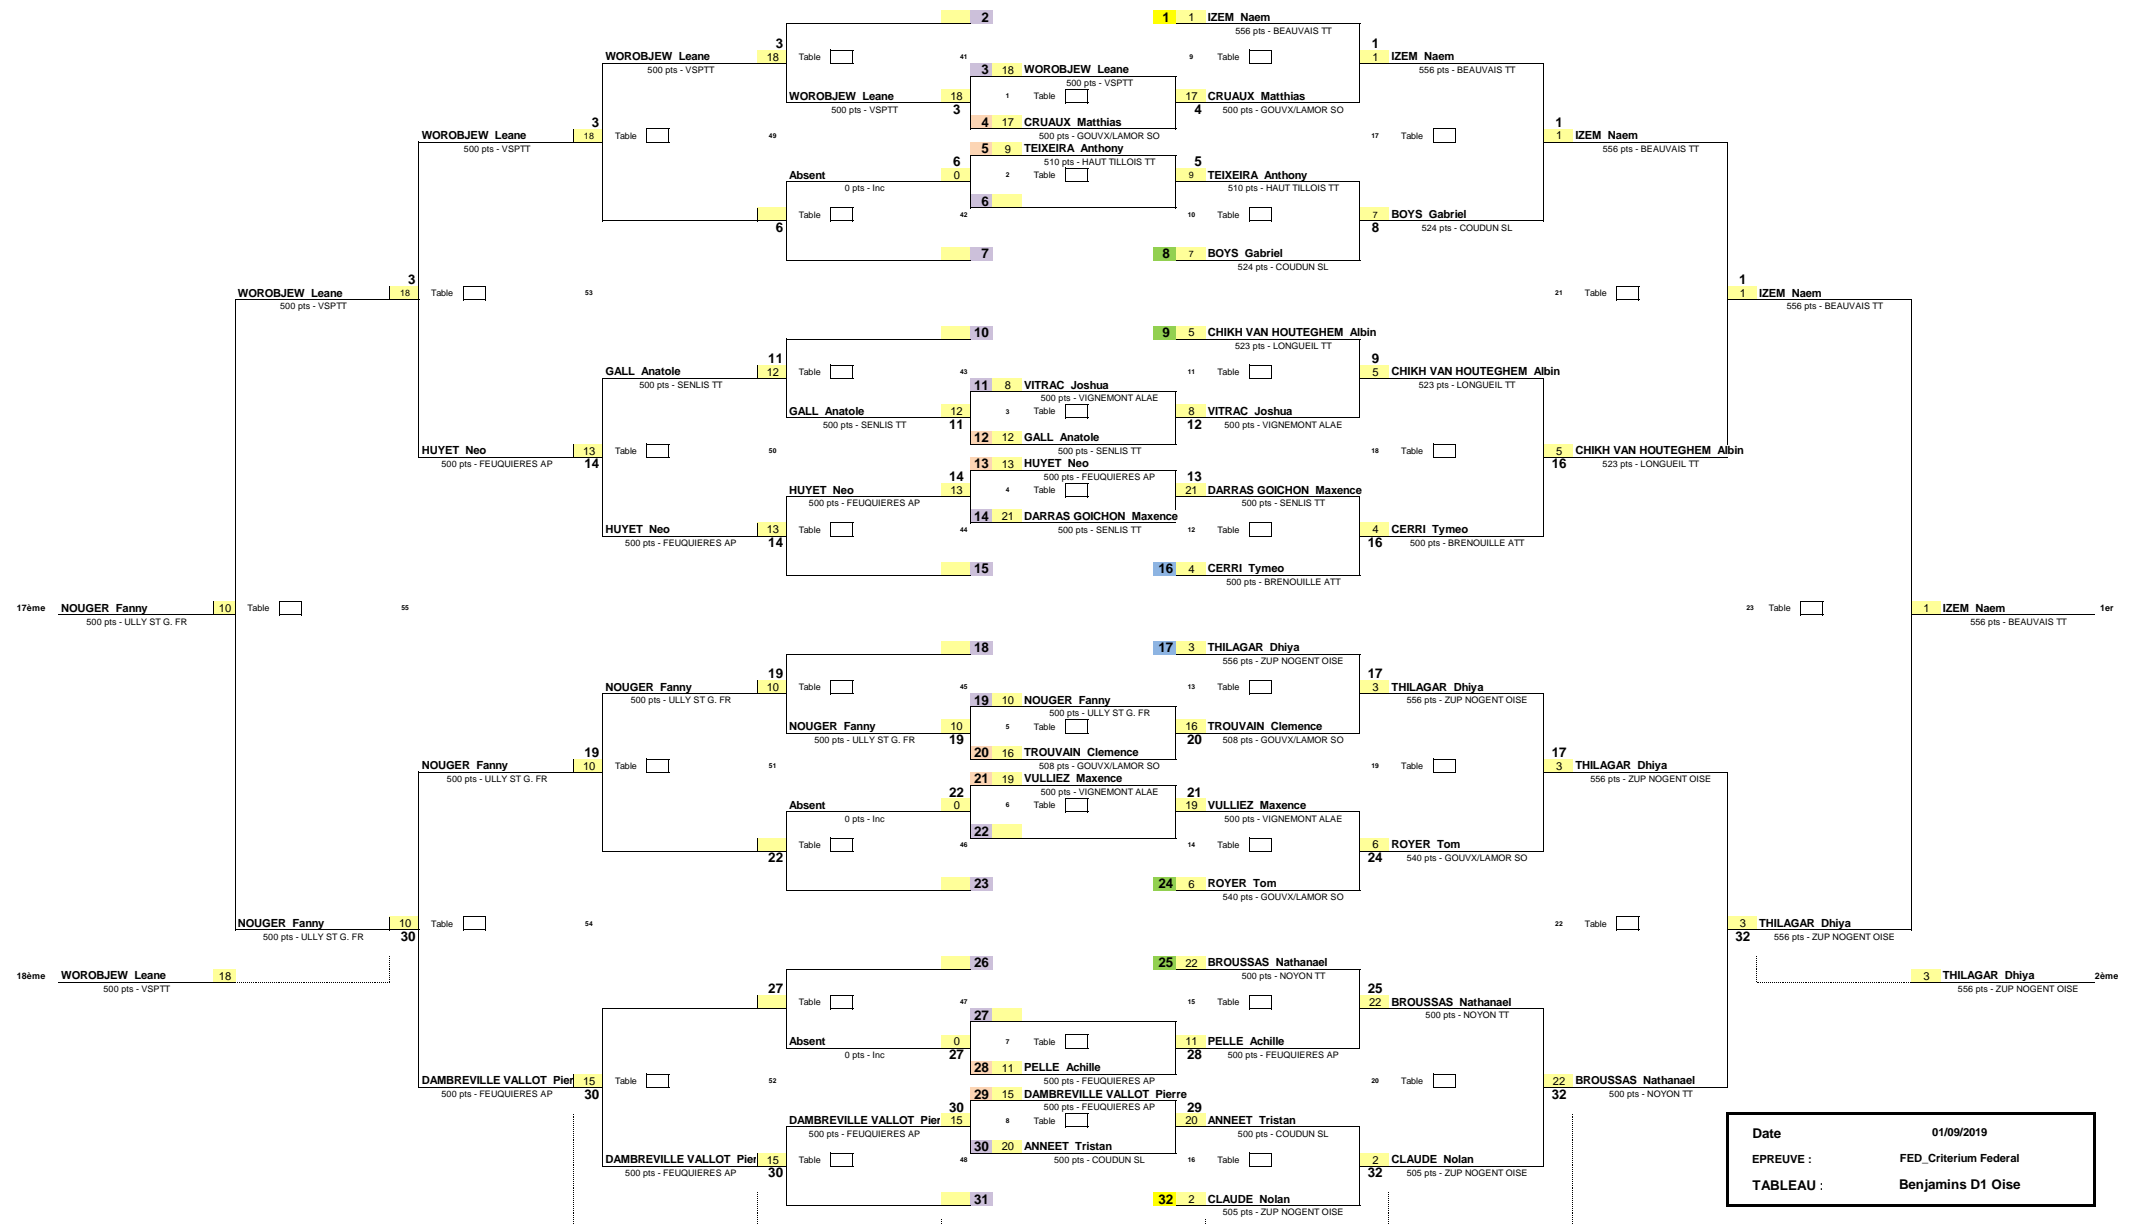 2 1 1 IZEM Naem
556 pts - BEAUVAIS TT
3 1
WOROBJEW Leane 18 Table 41 9 Table 1 IZEM Naem
500 pts - VSPTT 3 18 WOROBJEW Leane 556 pts - BEAUVAIS TT
500 pts - VSPTT
WOROBJEW Leane 18 1 Table 17 CRUAUX Matthias
500 pts - VSPTT 3 4 500 pts - GOUVX/LAMOR SO
3 4 17 CRUAUX Matthias 1
WOROBJEW Leane 18 Table 49 500 pts - GOUVX/LAMOR SO 17 Table 1 IZEM Naem
500 pts - VSPTT 5 9 TEIXEIRA Anthony 556 pts - BEAUVAIS TT
6 510 pts - HAUT TILLOIS TT 5
Absent 0 2 Table 9 TEIXEIRA Anthony
0 pts - Inc 510 pts - HAUT TILLOIS TT
6
Table 42 10 Table 7 BOYS Gabriel
6 8 524 pts - COUDUN SL
7 8 7 BOYS Gabriel
524 pts - COUDUN SL
3 1
WOROBJEW Leane 18 Table 53 21 Table 1 IZEM Naem
500 pts - VSPTT 556 pts - BEAUVAIS TT
10 9 5 CHIKH VAN HOUTEGHEM Albin
523 pts - LONGUEIL TT
11 9
GALL Anatole 12 Table 43 11 Table 5 CHIKH VAN HOUTEGHEM Albin
500 pts - SENLIS TT 11 8 VITRAC Joshua 523 pts - LONGUEIL TT
500 pts - VIGNEMONT ALAE
GALL Anatole 12 3 Table 8 VITRAC Joshua
500 pts - SENLIS TT 11 12 500 pts - VIGNEMONT ALAE
12 12 GALL Anatole
HUYET Neo 13 Table 50 500 pts - SENLIS TT 18 Table 5 CHIKH VAN HOUTEGHEM Albin
500 pts - FEUQUIERES AP 14 13 13 HUYET Neo 16 523 pts - LONGUEIL TT
14 500 pts - FEUQUIERES AP 13
HUYET Neo 13 4 Table 21 DARRAS GOICHON Maxence
500 pts - FEUQUIERES AP 500 pts - SENLIS TT
14 21 DARRAS GOICHON Maxence
HUYET Neo 13 Table 44 500 pts - SENLIS TT 12 Table 4 CERRI Tymeo
500 pts - FEUQUIERES AP 14 16 500 pts - BRENOUILLE ATT
15 16 4 CERRI Tymeo
500 pts - BRENOUILLE ATT
17ème NOUGER Fanny 10 Table 55 23 Table 1 IZEM Naem 1er
500 pts - ULLY ST G. FR 556 pts - BEAUVAIS TT
18 17 3 THILAGAR Dhiya
556 pts - ZUP NOGENT OISE
19 17
NOUGER Fanny 10 Table 45 13 Table 3 THILAGAR Dhiya
500 pts - ULLY ST G. FR 19 10 NOUGER Fanny 556 pts - ZUP NOGENT OISE
500 pts - ULLY ST G. FR
NOUGER Fanny 10 5 Table 16 TROUVAIN Clemence
500 pts - ULLY ST G. FR 19 20 508 pts - GOUVX/LAMOR SO
19 20 16 TROUVAIN Clemence 17
NOUGER Fanny 10 Table 51 508 pts - GOUVX/LAMOR SO 19 Table 3 THILAGAR Dhiya
500 pts - ULLY ST G. FR 21 19 VULLIEZ Maxence 556 pts - ZUP NOGENT OISE
22 500 pts - VIGNEMONT ALAE 21
Absent 0 6 Table 19 VULLIEZ Maxence
0 pts - Inc 500 pts - VIGNEMONT ALAE
22
Table 46 14 Table 6 ROYER Tom
22 24 540 pts - GOUVX/LAMOR SO
23 24 6 ROYER Tom
540 pts - GOUVX/LAMOR SO
NOUGER Fanny 10 Table 54 22 Table 3 THILAGAR Dhiya
500 pts - ULLY ST G. FR 30 32 556 pts - ZUP NOGENT OISE
26 25 22 BROUSSAS Nathanael
18ème WOROBJEW Leane 18 500 pts - NOYON TT 3 THILAGAR Dhiya 2ème
500 pts - VSPTT 27 25 556 pts - ZUP NOGENT OISE
Table 47 15 Table 22 BROUSSAS Nathanael
27 500 pts - NOYON TT
Absent 0 7 Table 11 PELLE Achille
0 pts - Inc 27 28 500 pts - FEUQUIERES AP
28 11 PELLE Achille
DAMBREVILLE VALLOT Pier 15 Table 52 500 pts - FEUQUIERES AP 20 Table 22 BROUSSAS Nathanael
500 pts - FEUQUIERES AP 30 29 15 DAMBREVILLE VALLOT Pierre 32 500 pts - NOYON TT
30 500 pts - FEUQUIERES AP 29
DAMBREVILLE VALLOT Pier 15 8 Table 20 ANNEET Tristan
500 pts - FEUQUIERES AP 500 pts - COUDUN SL
30 20 ANNEET Tristan
DAMBREVILLE VALLOT Pier 15 Table 48 500 pts - COUDUN SL 16 Table 2 CLAUDE Nolan
500 pts - FEUQUIERES AP 30 32 505 pts - ZUP NOGENT OISE
31 32 2 CLAUDE Nolan
505 pts - ZUP NOGENT OISE
Date 01/09/2019
EPREUVE : FED_Criterium Federal
TABLEAU : Benjamins D1 Oise